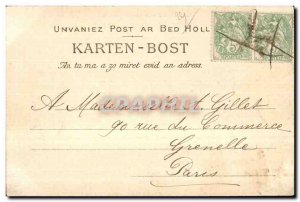 Unvaniez Post ar Bed Holl
KARTEN-BOST
An tu ma a zo miret evid an adress.
A Madame A. Gillet
90 rue du Commerce
Grenelle
Paris